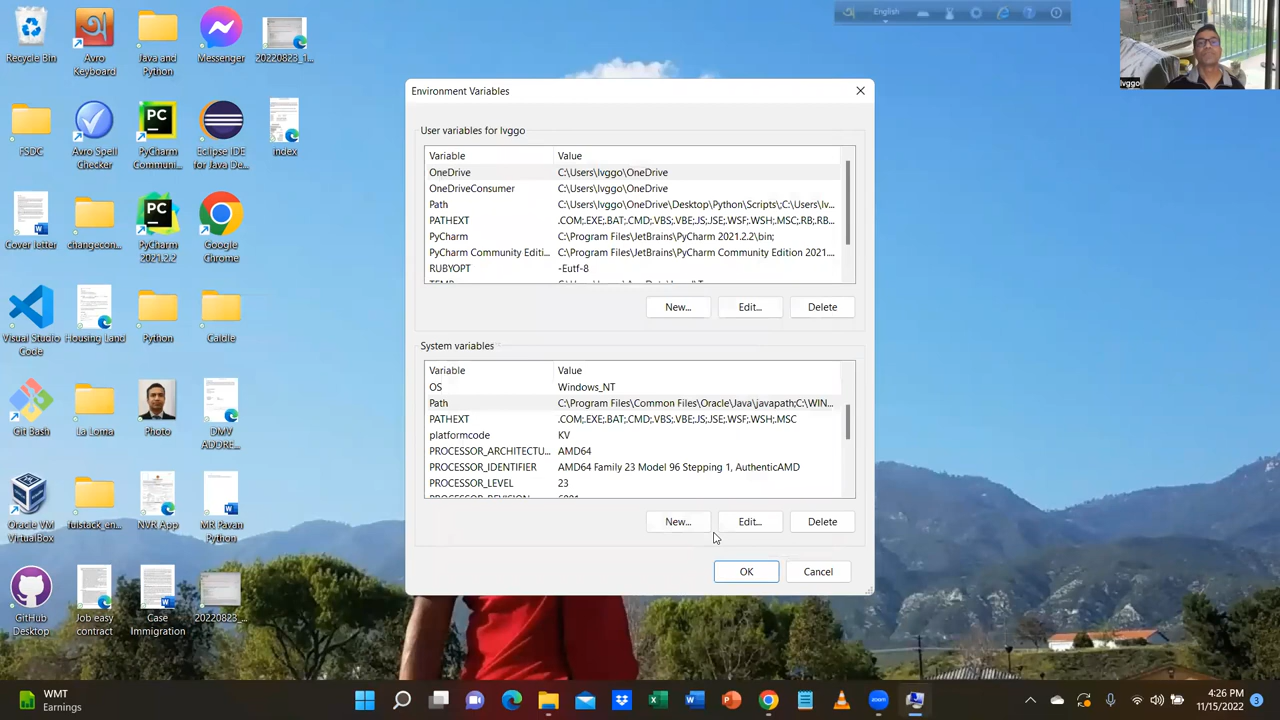 Recycle Bin
Avro
Keyboard
Java and
Python
Messenger
20220823_1...
FSDC
Avro Spell
Checker
PyCharm
Communi...
Eclipse IDE
for Java De...
index
Cover letter
changecon...
PyCharm
2021.2.2
Google
Chrome
Visual Studio
Code
Housing Land
Python
Caidle
Git Bash
La Loma
Photo
DMV
ADDRE...
Oracle VM
VirtualBox
fulstack_en...
NVR App
MR Pavan
Python
GitHub
Desktop
Job easy
contract
Case
Immigration
20220823_...
English
lvggo
Environment Variables
User variables for lvggo
Variable Value
OneDrive C:\Users\lvggo\OneDrive
OneDriveConsumer C:\Users\lvggo\OneDrive
Path C:\Users\lvggo\OneDrive\Desktop\Python\Scripts\;C:\Users\lv...
PATHEXT .COM;.EXE;.BAT;.CMD;.VBS;.VBE;.JS;.JSE;.WSF;.WSH;.MSC;.RB;.RB...
PyCharm C:\Program Files\JetBrains\PyCharm 2021.2.2\bin;
PyCharm Community Editi... C:\Program Files\JetBrains\PyCharm Community Edition 2021....
RUBYOPT -Eutf-8
New... Edit... Delete
System variables
Variable Value
OS Windows_NT
Path C:\Program Files\Common Files\Oracle\Java\javapath;C:\WIN...
PATHEXT .COM;.EXE;.BAT;.CMD;.VBS;.VBE;.JS;.JSE;.WSF;.WSH;.MSC
platformcode KV
PROCESSOR_ARCHITECTU... AMD64
PROCESSOR_IDENTIFIER AMD64 Family 23 Model 96 Stepping 1, AuthenticAMD
PROCESSOR_LEVEL 23
New... Edit... Delete
OK Cancel
WMT
Earnings
zoom
4:26 PM
11/15/2022
3